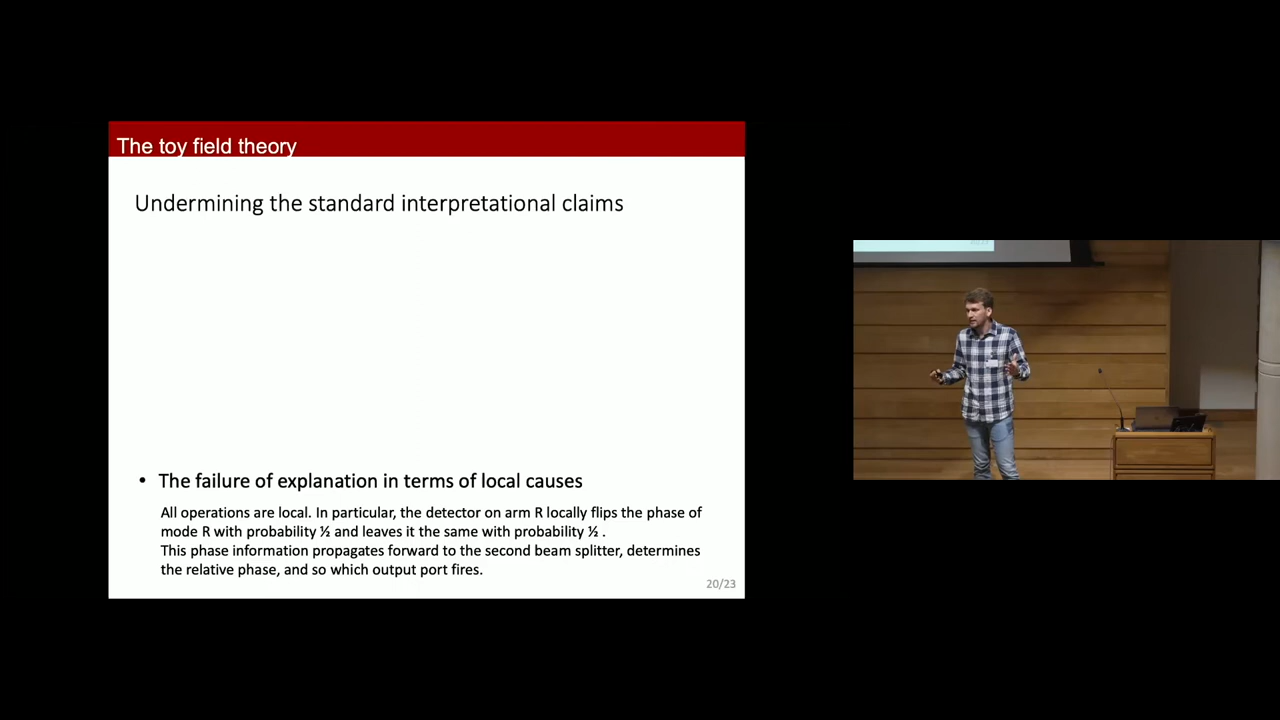 The toy field theory
Undermining the standard interpretational claims
• The failure of explanation in terms of local causes
All operations are local. In particular, the detector on arm R locally flips the phase of
mode R with probability ½ and leaves it the same with probability ½ .
This phase information propagates forward to the second beam splitter, determines
the relative phase, and so which output port fires.
20/23